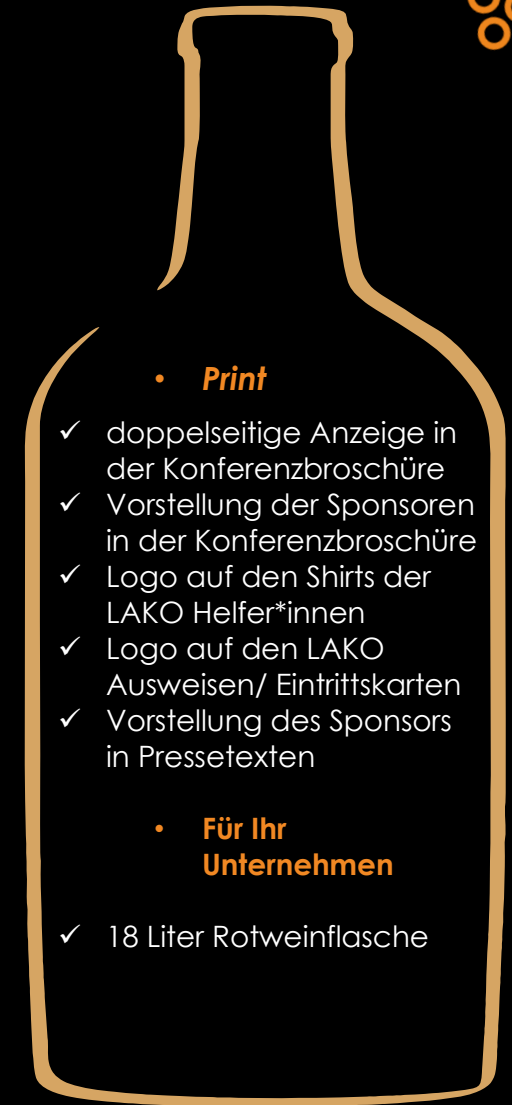 • Print
✓ doppelseitige Anzeige in
der Konferenzbroschüre
✓ Vorstellung der Sponsoren
in der Konferenzbroschüre
✓ Logo auf den Shirts der
LAKO Helfer*innen
✓ Logo auf den LAKO
Ausweisen/ Eintrittskarten
✓ Vorstellung des Sponsors
in Pressetexten
• Für Ihr
Unternehmen
✓ 18 Liter Rotweinflasche